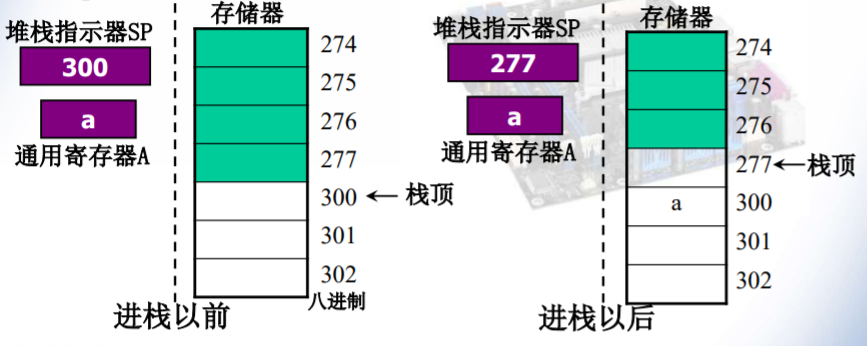 存储器
堆栈指示器SP
300
a
通用寄存器A
274
275
276
277
300 ← 栈顶
301
302
八进制
进栈以前
存储器
堆栈指示器SP
277
a
通用寄存器A
274
275
276
277←栈顶
a 300
301
302
进栈以后